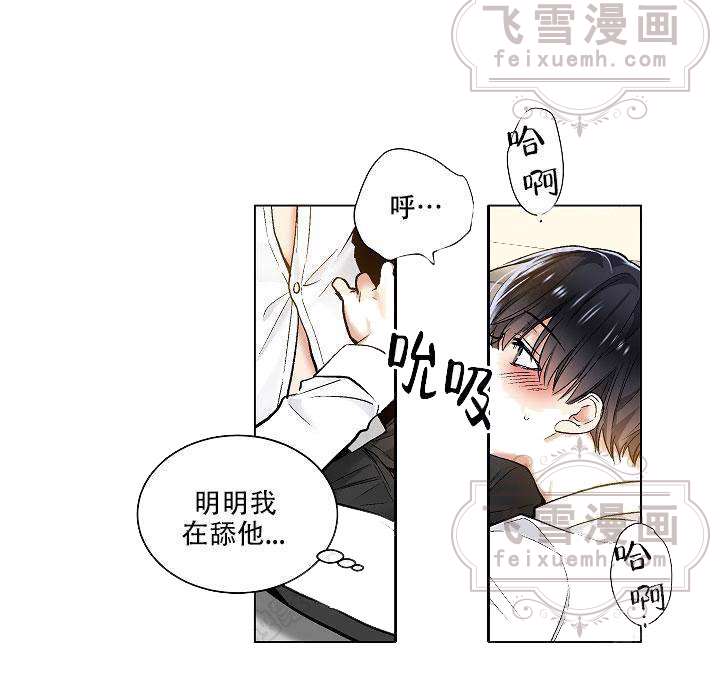 飞雪漫画
feixuemh.com
哈
啊
呼…
吮吸
明明我
在舔他...
飞雪漫画
feixuemh.com
哈
啊